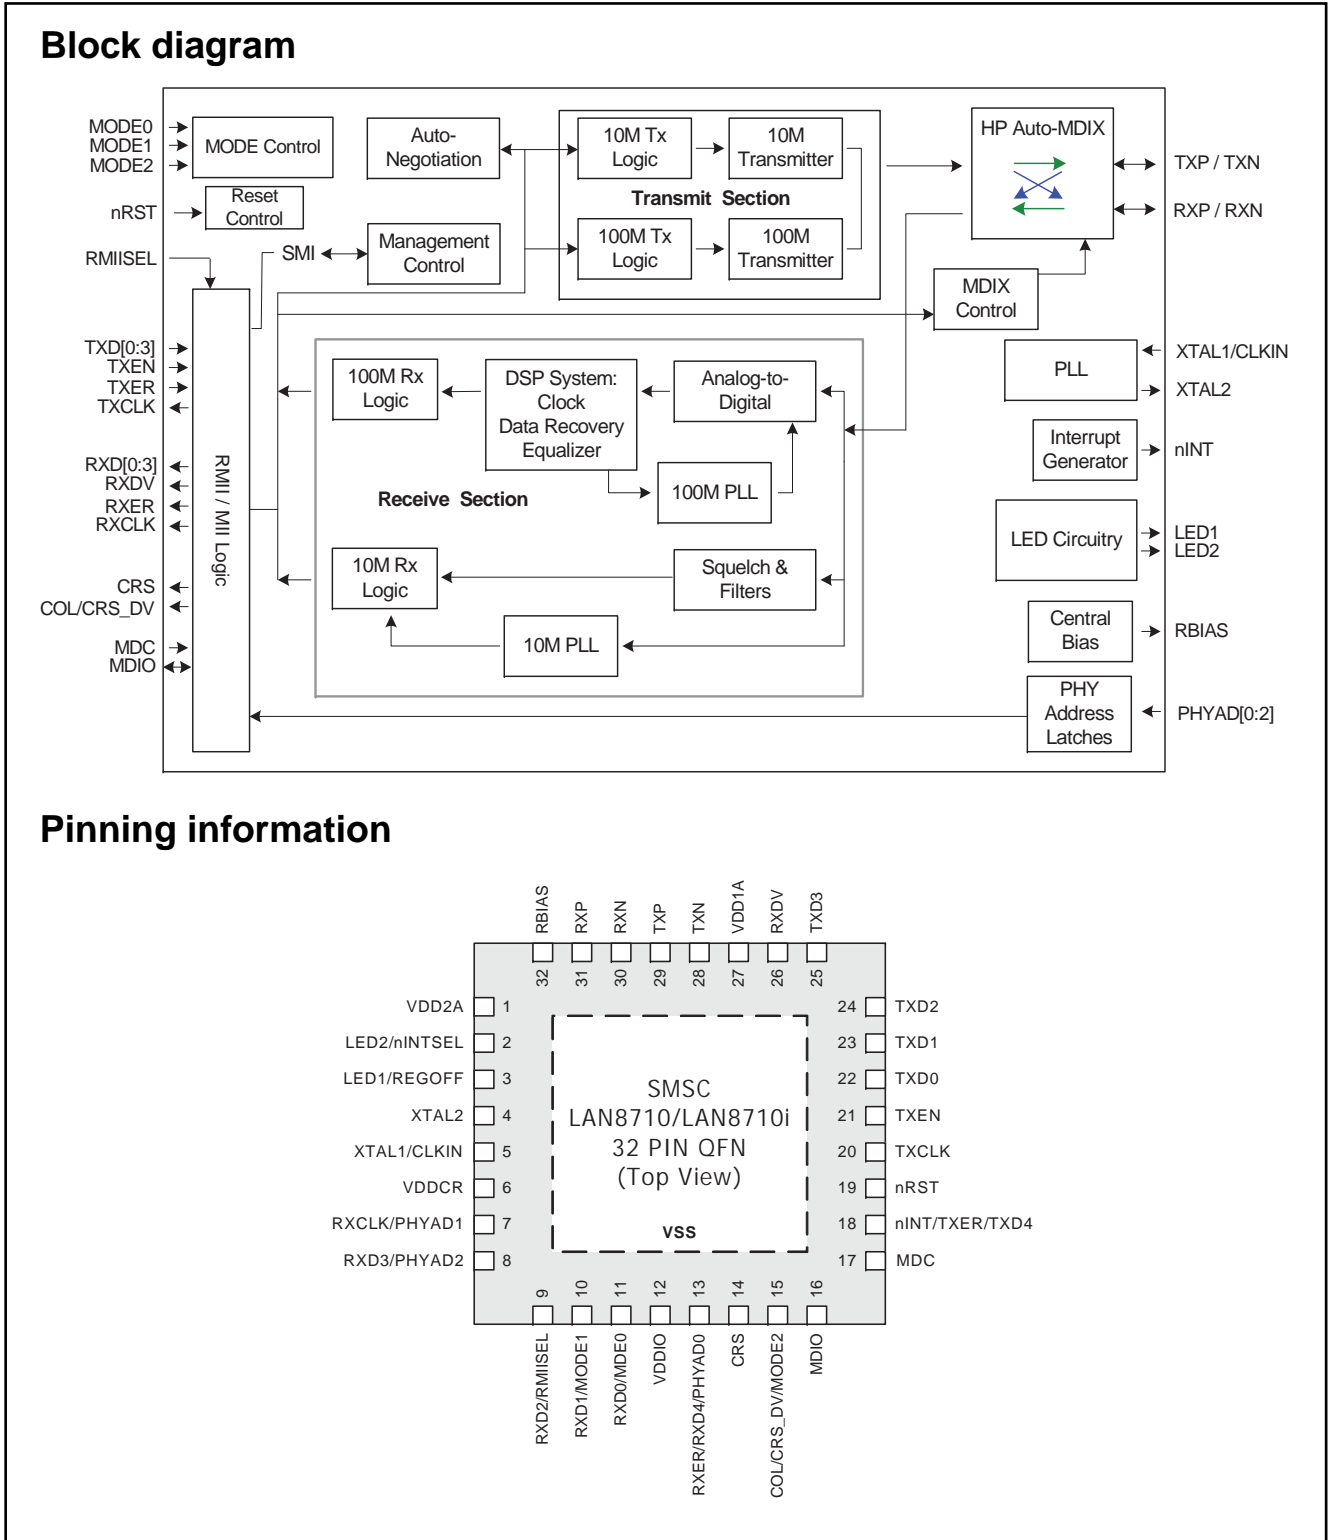 Block diagram
MODE0
MODE1
MODE2
nRST
RMIISEL
TXD[0:3]
TXEN
TXER
TXCLK
RXD[0:3]
RXDV
RXER
RXCLK
CRS
COL/CRS_DV
MDC
MDIO
MODE Control
Reset
Control
SMI
RMII / MII Logic
Auto-
Negotiation
Management
Control
10M Tx
Logic
10M
Transmitter
Transmit Section
100M Tx
Logic
100M
Transmitter
HP Auto-MDIX
MDIX
Control
100M Rx
Logic
DSP System:
Clock
Data Recovery
Equalizer
Analog-to-
Digital
100M PLL
Receive Section
10M Rx
Logic
Squelch &
Filters
10M PLL
PLL
Interrupt
Generator
LED Circuitry
Central
Bias
PHY
Address
Latches
TXP / TXN
RXP / RXN
XTAL1/CLKIN
XTAL2
nINT
LED1
LED2
RBIAS
PHYAD[0:2]
Pinning information
RBIAS
RXP
RXN
TXP
TXN
VDD1A
RXDV
TXD3
32
31
30
29
28
27
26
25
VDD2A 1
LED2/nINTSEL 2
LED1/REGOFF 3
XTAL2 4
XTAL1/CLKIN 5
VDDCR 6
RXCLK/PHYAD1 7
RXD3/PHYAD2 8
SMSC
LAN8710/LAN8710i
32 PIN QFN
(Top View)
VSS
24 TXD2
23 TXD1
22 TXD0
21 TXEN
20 TXCLK
19 nRST
18 nINT/TXER/TXD4
17 MDC
9
10
11
12
13
14
15
16
RXD2/RMIISEL
RXD1/MODE1
RXD0/MDE0
VDDIO
RXER/RXD4/PHYAD0
CRS
COL/CRS_DV/MODE2
MDIO